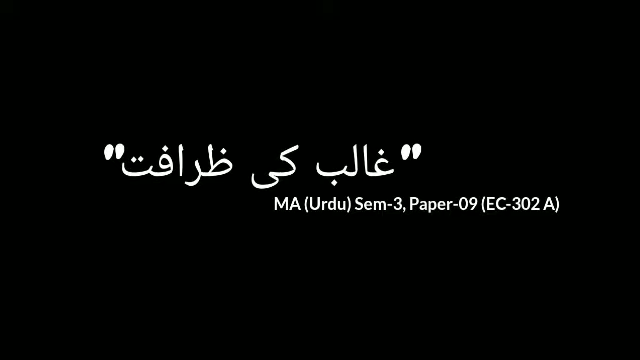 "غالب کی ظرافت"
MA (Urdu) Sem-3, Paper-09 (EC-302 A)